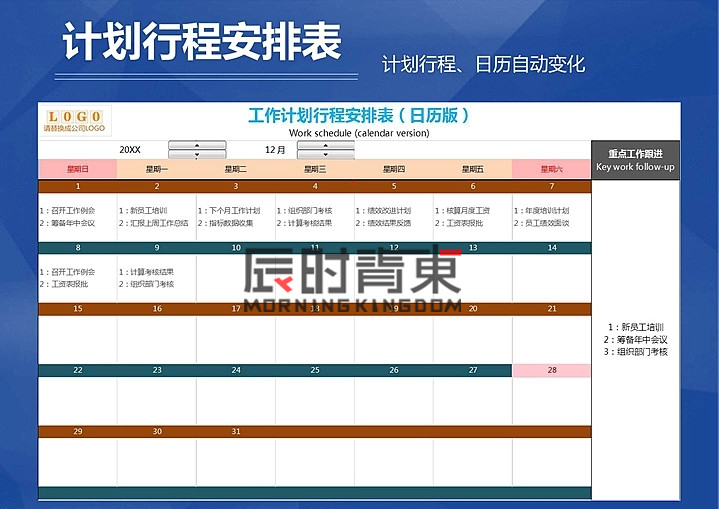 计划行程安排表
计划行程、日历自动变化
LOGO
请替换成公司LOGO
工作计划行程安排表（日历版）
Work schedule (calendar version)
20XX 12月
重点工作跟进
Key work follow-up
星期日 星期一 星期二 星期三 星期四 星期五 星期六
1 2 3 4 5 6 7
1：召开工作例会 1：新员工培训 1：下个月工作计划 1：组织部门考核 1：绩效改进计划 1：核算月度工资 1：年度培训计划
2：筹备年中会议 2：汇报上周工作总结 2：指标数据收集 2：计算考核结果 2：绩效结果反馈 2：工资表报批 2：员工绩效面谈
8 9 10 11 12 13 14
1：召开工作例会 1：计算考核结果
2：工资表报批 2：组织部门考核
辰时肯東
MORNING KINGDOM
15 16 17 18 19 20 21
1：新员工培训
2：筹备年中会议
3：组织部门考核
22 23 24 25 26 27 28
29 30 31